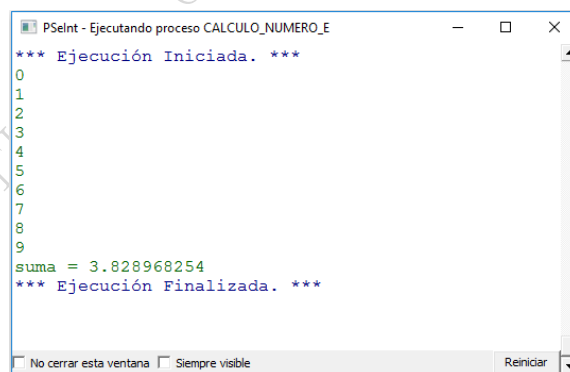 PSeInt - Ejecutando proceso CALCULO_NUMERO_E
*** Ejecución Iniciada. ***
0
1
2
3
4
5
6
7
8
9
suma = 3.828968254
*** Ejecución Finalizada. ***
No cerrar esta ventana Siempre visible Reiniciar